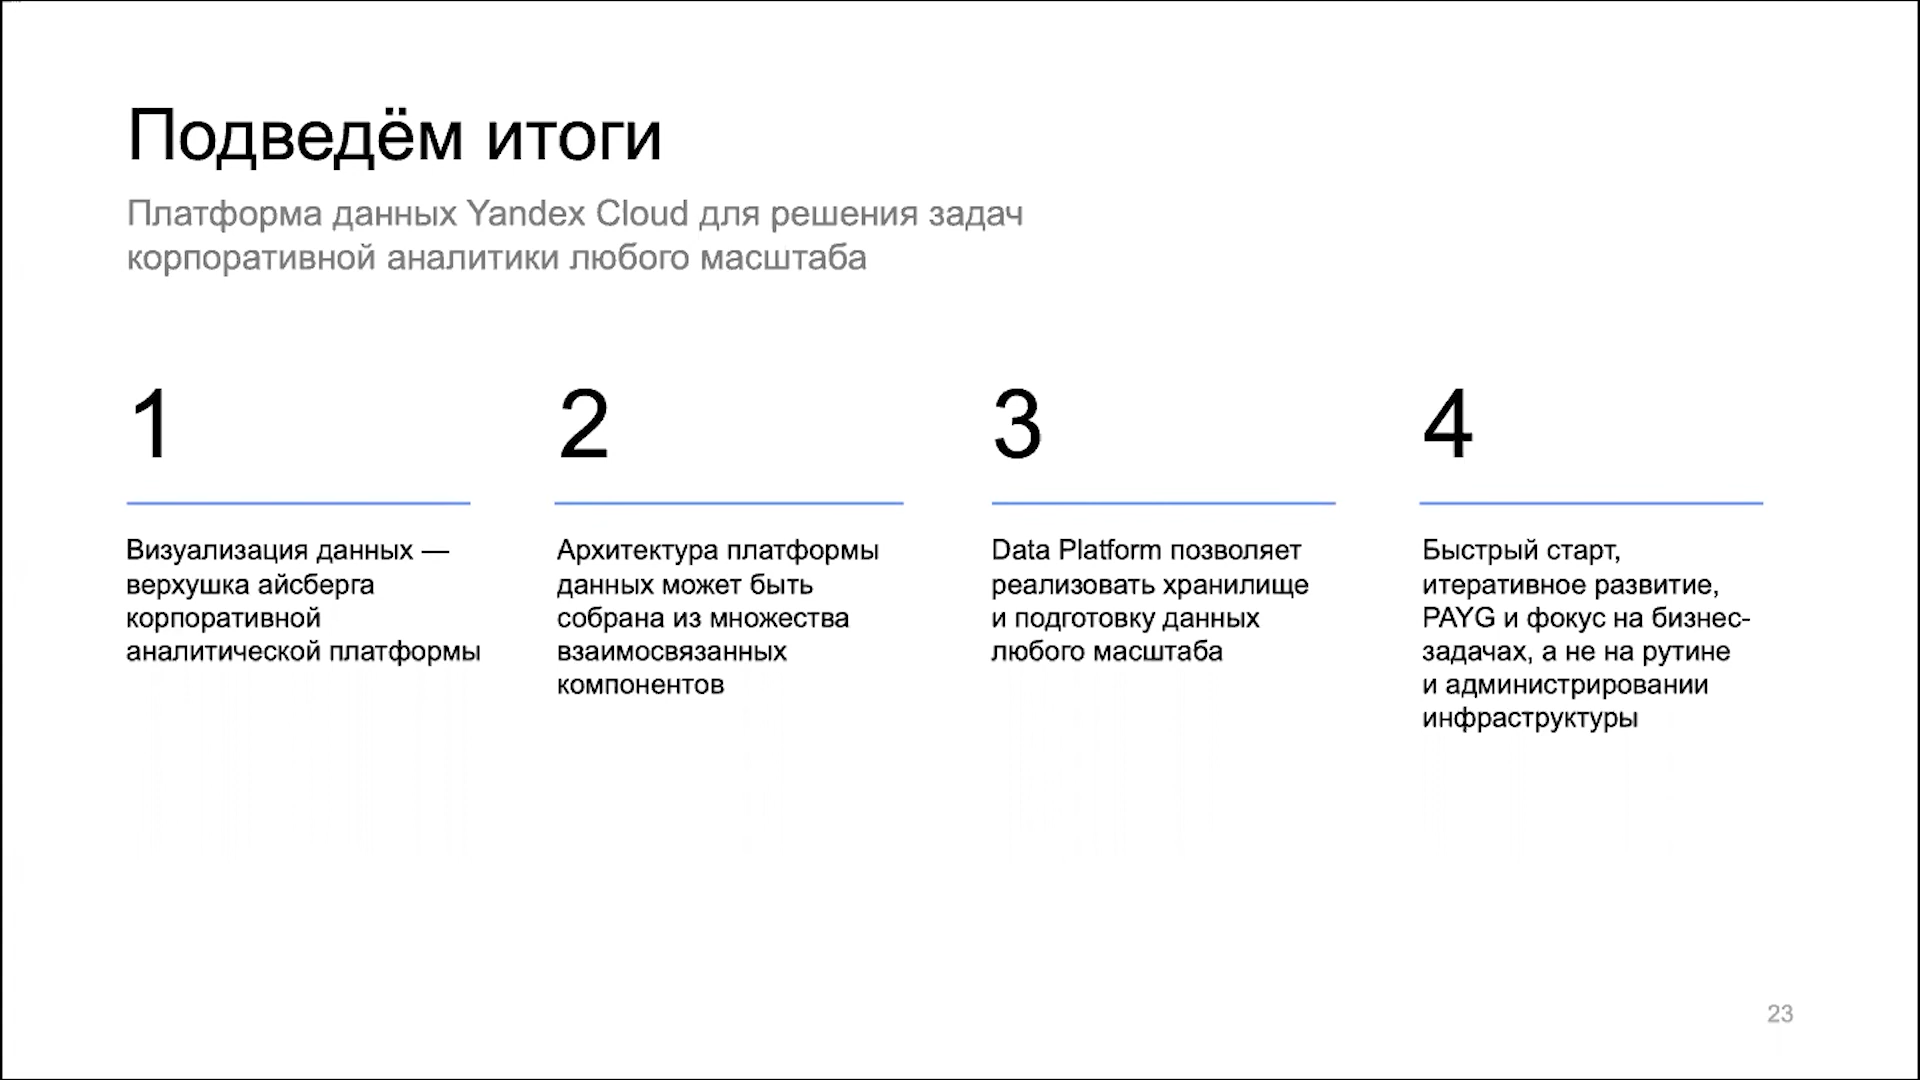 Подведём итоги
Платформа данных Yandex Cloud для решения задач
корпоративной аналитики любого масштаба
1
Визуализация данных —
верхушка айсберга
корпоративной
аналитической платформы
2
Архитектура платформы
данных может быть
собрана из множества
взаимосвязанных
компонентов
3
Data Platform позволяет
реализовать хранилище
и подготовку данных
любого масштаба
4
Быстрый старт,
итеративное развитие,
PAYG и фокус на бизнес-
задачах, а не на рутине
и администрировании
инфраструктуры
23